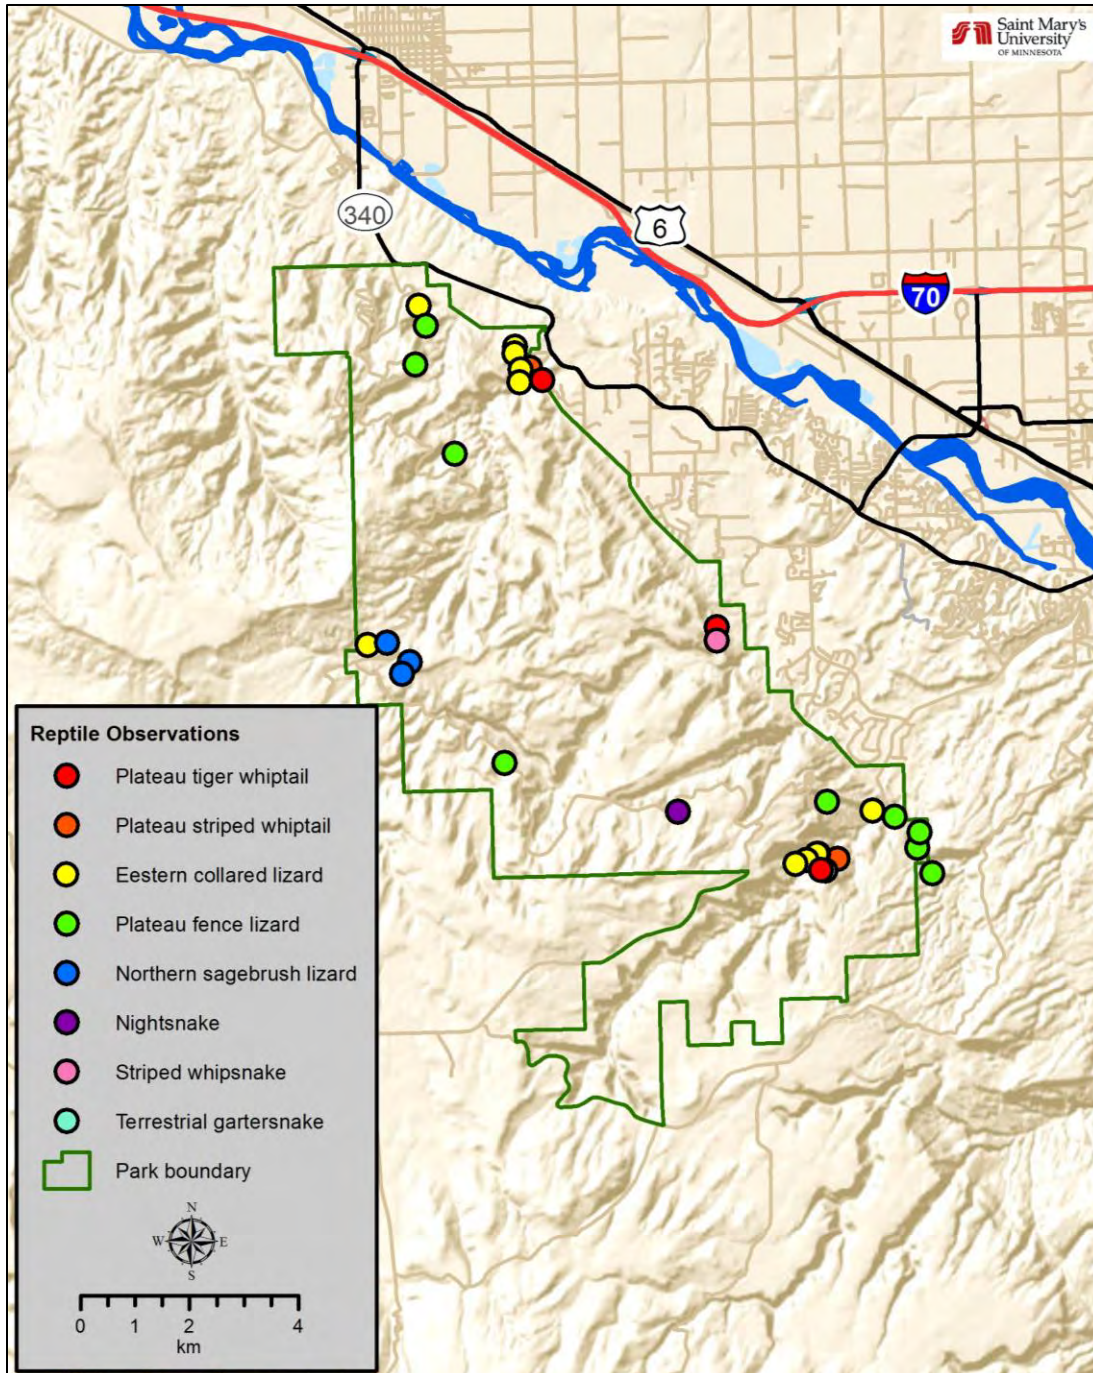 Saint Mary's
University
OF MINNESOTA
340
6
70
Reptile Observations
Plateau tiger whiptail
Plateau striped whiptail
Eestern collared lizard
Plateau fence lizard
Northern sagebrush lizard
Nightsnake
Striped whipsnake
Terrestrial gartersnake
Park boundary
N
W E
S
0 1 2 4
km